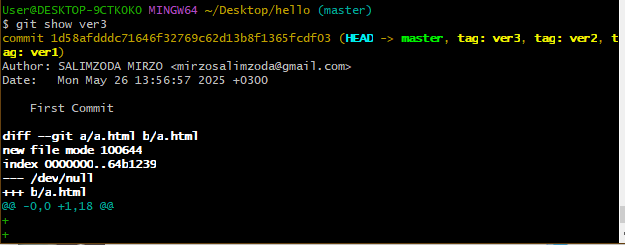 User@DESKTOP-9CTKOKO MINGW64 ~/Desktop/hello (master)
$ git show ver3
commit 1d58afdddc71646f32769c62d13b8f1365fcdf03 (HEAD -> master, tag: ver3, tag: ver2, t
ag: ver1)
Author: SALIMZODA MIRZO <mirzosalimzoda@gmail.com>
Date:   Mon May 26 13:56:57 2025 +0300
    First Commit
diff --git a/a.html b/a.html
new file mode 100644
index 0000000..64b1239
--- /dev/null
+++ b/a.html
@@ -0,0 +1,18 @@
+
+